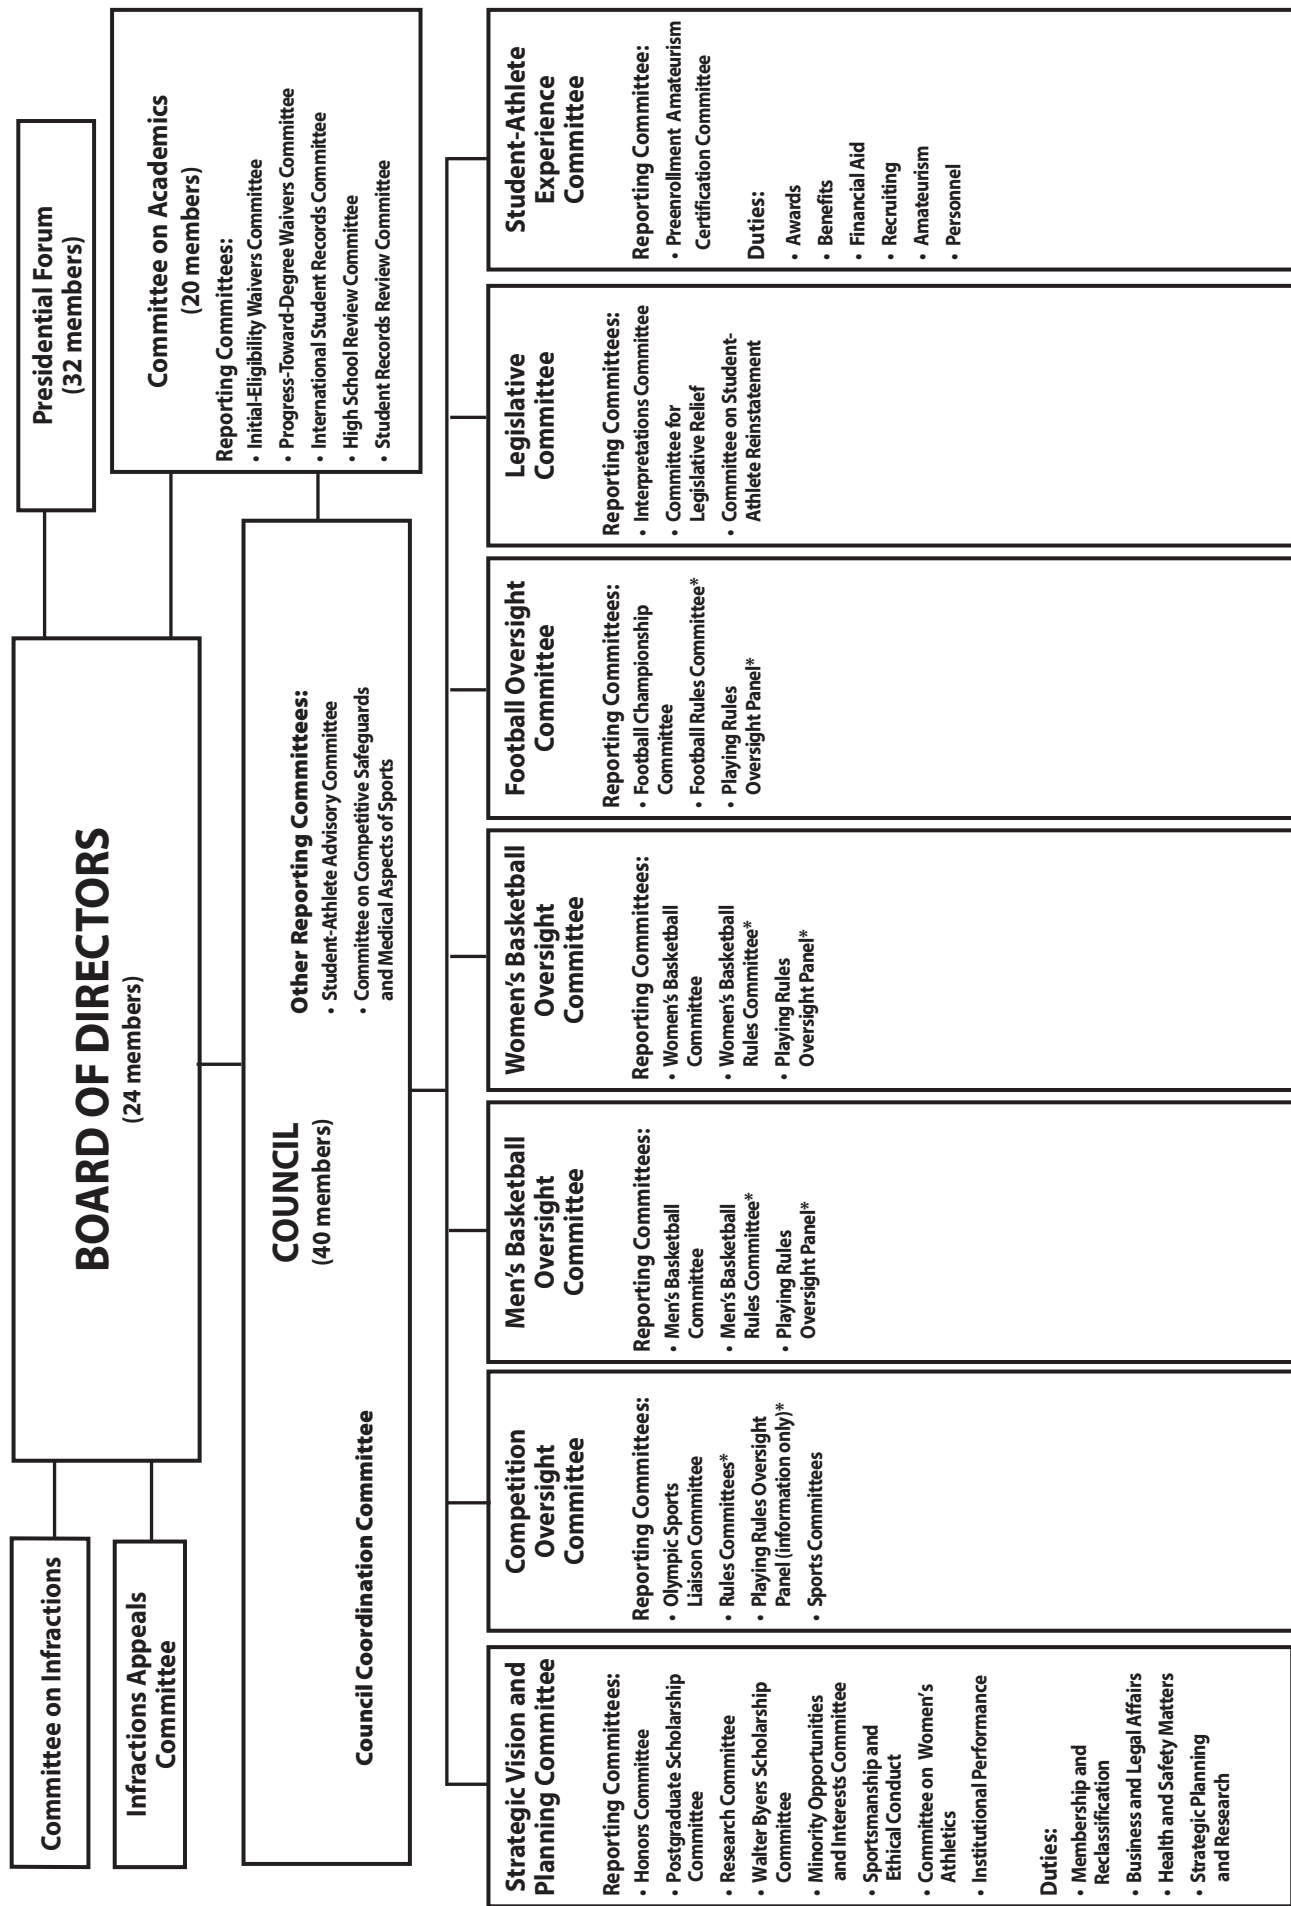 Committee on Infractions
Infractions Appeals
Committee
BOARD OF DIRECTORS
(24 members)
Presidential Forum
(32 members)
Committee on Academics
(20 members)
Reporting Committees:
• Initial-Eligibility Waivers Committee
• Progress-Toward-Degree Waivers Committee
• International Student Records Committee
• High School Review Committee
• Student Records Review Committee
COUNCIL
(40 members)
Council Coordination Committee
Other Reporting Committees:
• Student-Athlete Advisory Committee
• Committee on Competitive Safeguards
and Medical Aspects of Sports
Strategic Vision and
Planning Committee
Reporting Committees:
• Honors Committee
• Postgraduate Scholarship
Committee
• Research Committee
• Walter Byers Scholarship
Committee
• Minority Opportunities
and Interests Committee
• Sportsmanship and
Ethical Conduct
• Committee on Women's
Athletics
• Institutional Performance
Duties:
• Membership and
Reclassification
• Business and Legal Affairs
• Health and Safety Matters
• Strategic Planning
and Research
Competition
Oversight
Committee
Reporting Committees:
• Olympic Sports
Liaison Committee
• Rules Committees*
• Playing Rules Oversight
Panel (information only)*
• Sports Committees
Men's Basketball
Oversight
Committee
Reporting Committees:
• Men's Basketball
Committee
• Men's Basketball
Rules Committee*
• Playing Rules
Oversight Panel*
Women's Basketball
Oversight
Committee
Reporting Committees:
• Women's Basketball
Committee
• Women's Basketball
Rules Committee*
• Playing Rules
Oversight Panel*
Football Oversight
Committee
Reporting Committees:
• Football Championship
Committee
• Football Rules Committee*
• Playing Rules
Oversight Panel*
Legislative
Committee
Reporting Committees:
• Interpretations Committee
• Committee for
Legislative Relief
• Committee on Student-
Athlete Reinstatement
Student-Athlete
Experience
Committee
Reporting Committee:
• Preenrollment Amateurism
Certification Committee
Duties:
• Awards
• Benefits
• Financial Aid
• Recruiting
• Amateurism
• Personnel